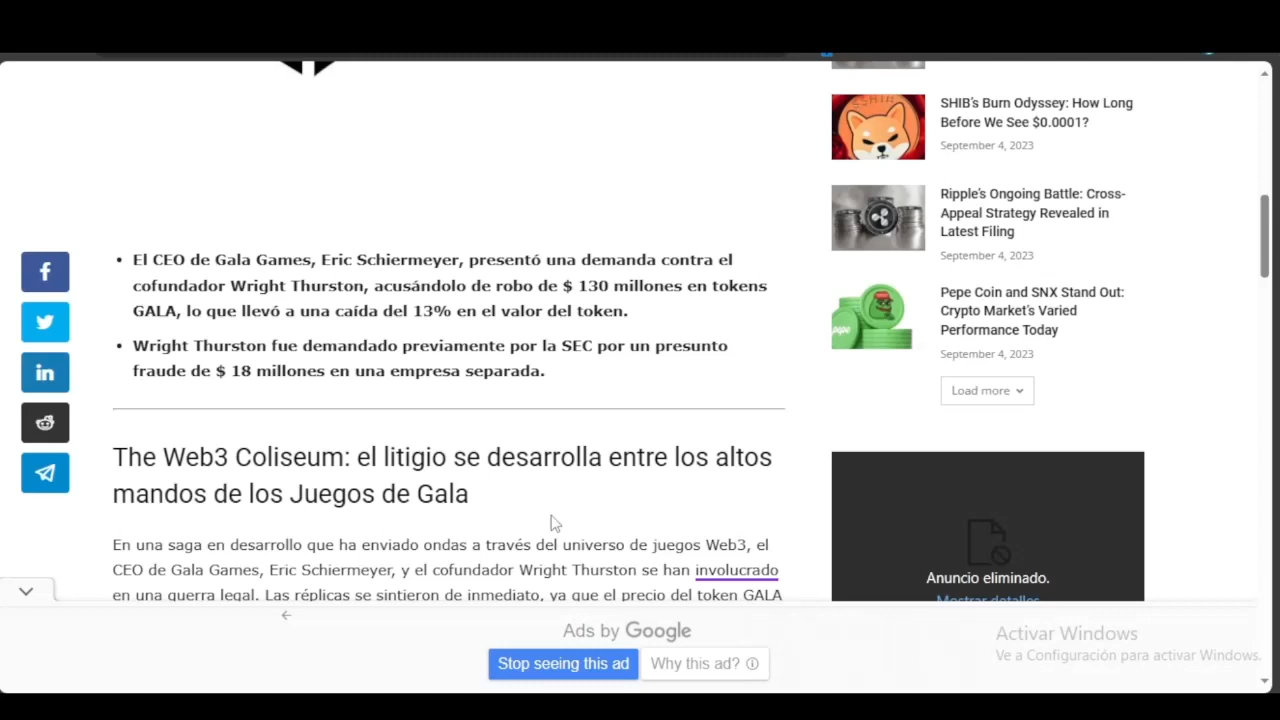 SHIB's Burn Odyssey: How Long
Before We See $0.0001?
September 4, 2023
Ripple's Ongoing Battle: Cross-
Appeal Strategy Revealed in
Latest Filing
September 4, 2023
Pepe Coin and SNX Stand Out:
Crypto Market's Varied
Performance Today
September 4, 2023
Load more
• El CEO de Gala Games, Eric Schiermeyer, presentó una demanda contra el
cofundador Wright Thurston, acusándolo de robo de $ 130 millones en tokens
GALA, lo que llevó a una caída del 13% en el valor del token.
• Wright Thurston fue demandado previamente por la SEC por un presunto
fraude de $ 18 millones en una empresa separada.
The Web3 Coliseum: el litigio se desarrolla entre los altos
mandos de los Juegos de Gala
En una saga en desarrollo que ha enviado ondas a través del universo de juegos Web3, el
CEO de Gala Games, Eric Schiermeyer, y el cofundador Wright Thurston se han involucrado
en una guerra legal. Las réplicas se sintieron de inmediato, ya que el precio del token GALA
Anuncio eliminado.
Mostrar detalles
Ads by Google
Stop seeing this ad
Why this ad?
Activar Windows
Ve a Configuración para activar Windows.